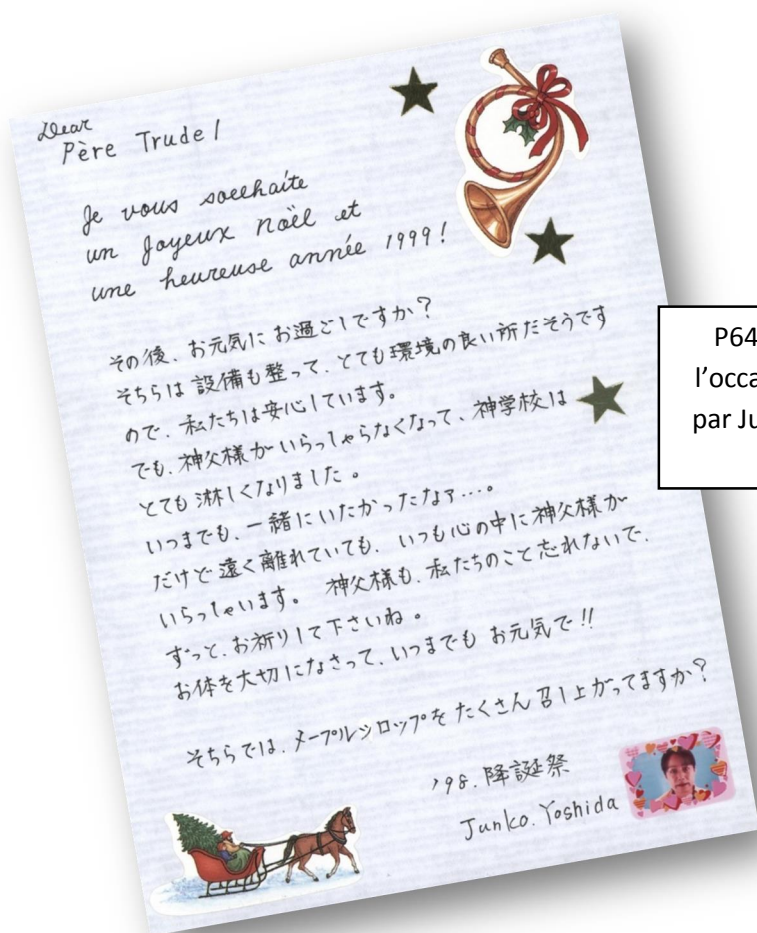 Dear
Père Trudel
Je vous souhaite
un Joyeux Noël et
une heureuse année 1999!
その後、お元気にお過ごしですか?
そちらは設備も整って、とても環境の良い所だそうです
ので、私たちは安心しています。
でも、神父様がいらっしゃらなくなって、神学校は
とても淋しくなりました。
いつまでも、一緒にいたかったなァ…。
だけど遠く離れていても、いつも心の中に神父様が
いらっしゃいます。 神父様も、私たちのこと忘れないで、
ずっと、お祈りして下さいね。
お体を大切になさって、いつまでも お元気で!!
そちらでは、メープルシロップを たくさん召し上がってますか?
'98. 降誕祭
Junko. Yoshida
P64
l'occa
par Ju